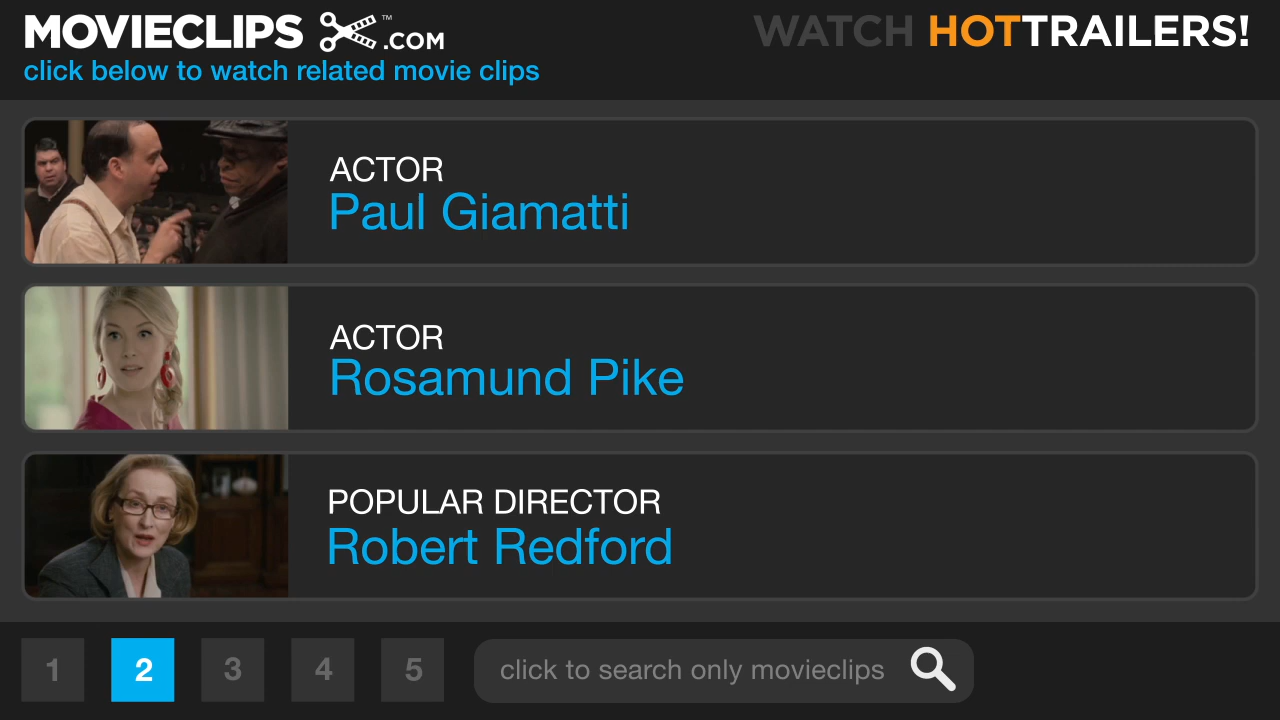 MOVIECLIPS ™ .COM
WATCH HOTTRAILERS!
click below to watch related movie clips
ACTOR
Paul Giamatti
ACTOR
Rosamund Pike
POPULAR DIRECTOR
Robert Redford
1 2 3 4 5 click to search only movieclips